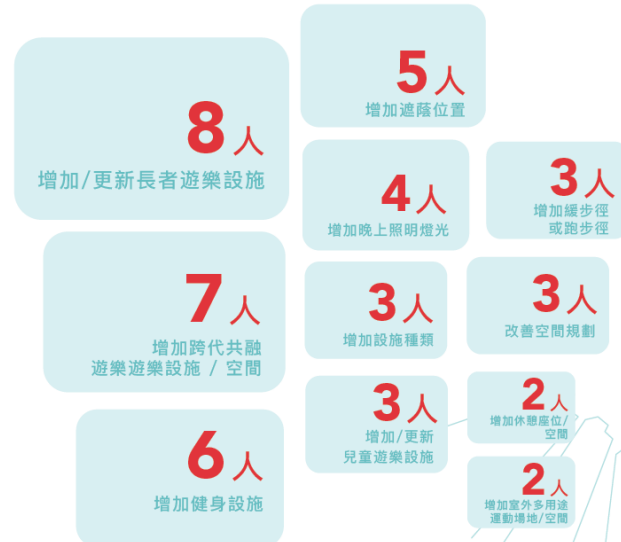 8人
增加/更新長者遊樂設施
7人
增加跨代共融
遊樂遊樂設施 / 空間
6人
增加健身設施
5人
增加遮蔭位置
4人
增加晚上照明燈光
3人
增加緩步徑
或跑步徑
3人
增加設施種類
3人
改善空間規劃
3人
增加/更新
兒童遊樂設施
2人
增加休憩座位/
空間
2人
增加室外多用途
運動場地/空間